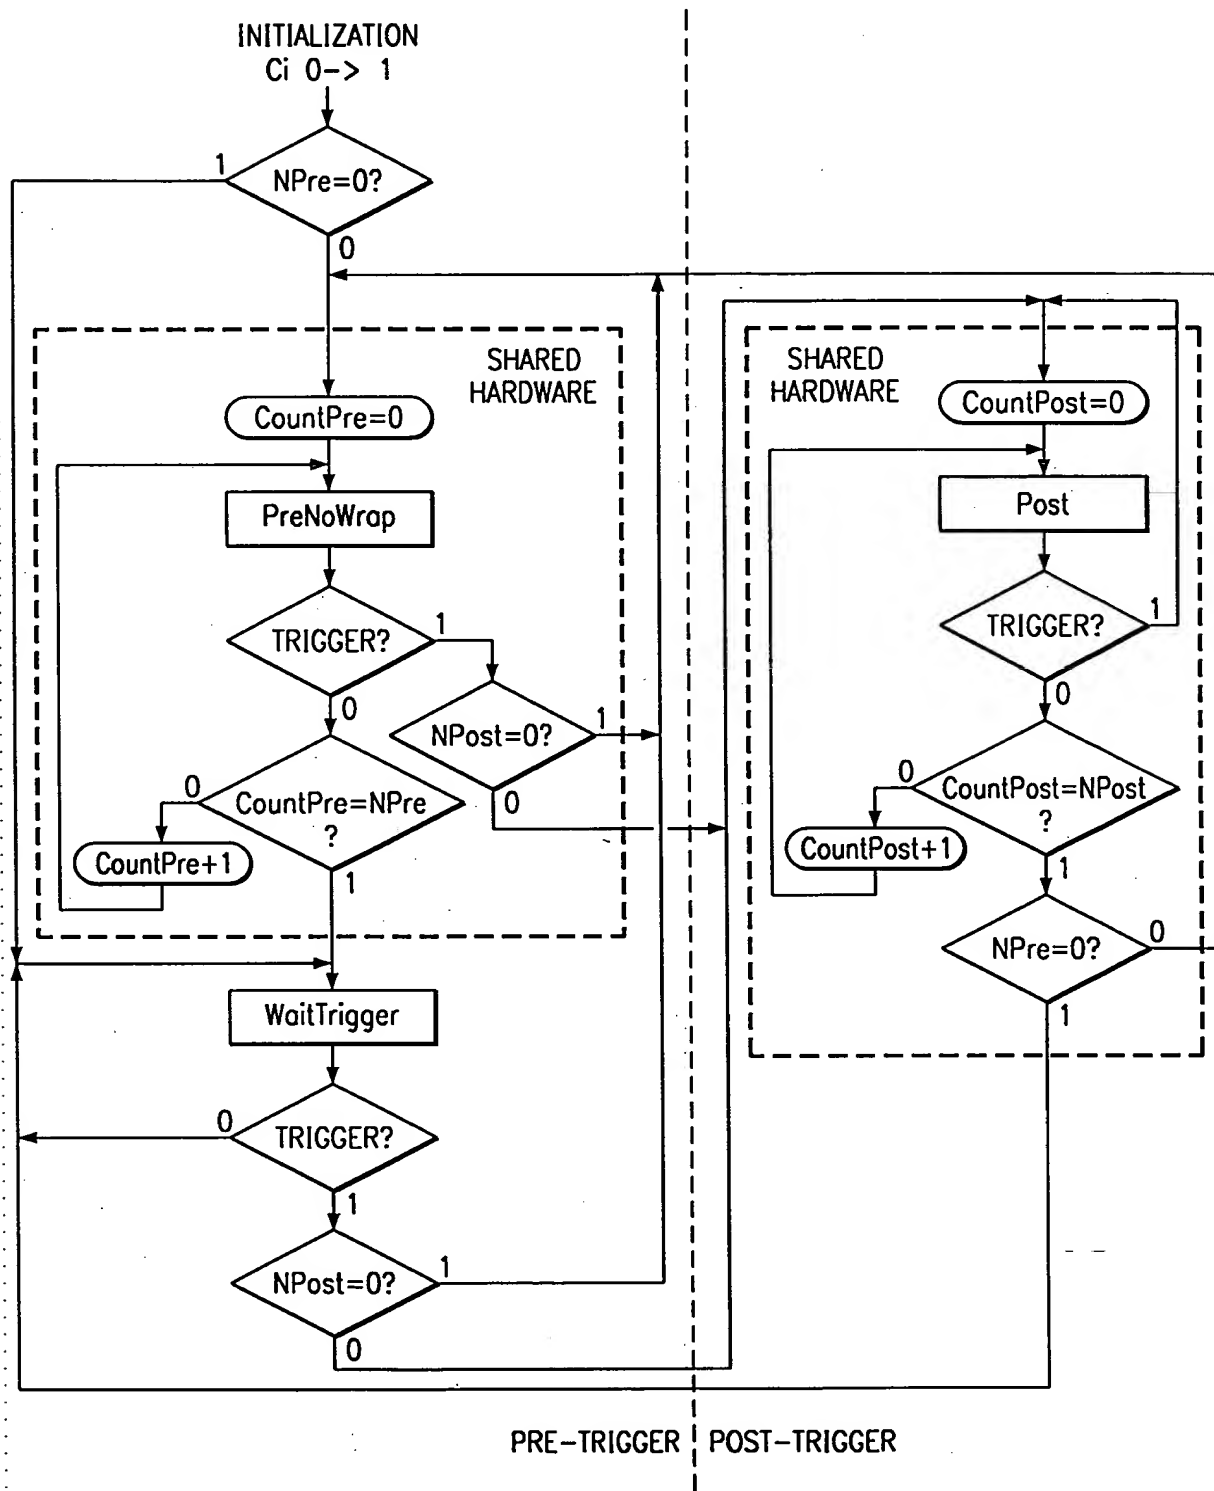 INITIALIZATION
Ci 0-> 1
1
NPre=0?
0
SHARED
HARDWARE
CountPre=0
PreNoWrap
TRIGGER?
1
0
NPost=0?
1
0
0
CountPre=NPre
?
CountPre+1
1
WaitTrigger
0
TRIGGER?
1
NPost=0?
1
0
SHARED
HARDWARE
CountPost=0
Post
TRIGGER?
1
0
0
CountPost=NPost
?
CountPost+1
1
NPre=0?
0
1
PRE-TRIGGER
POST-TRIGGER